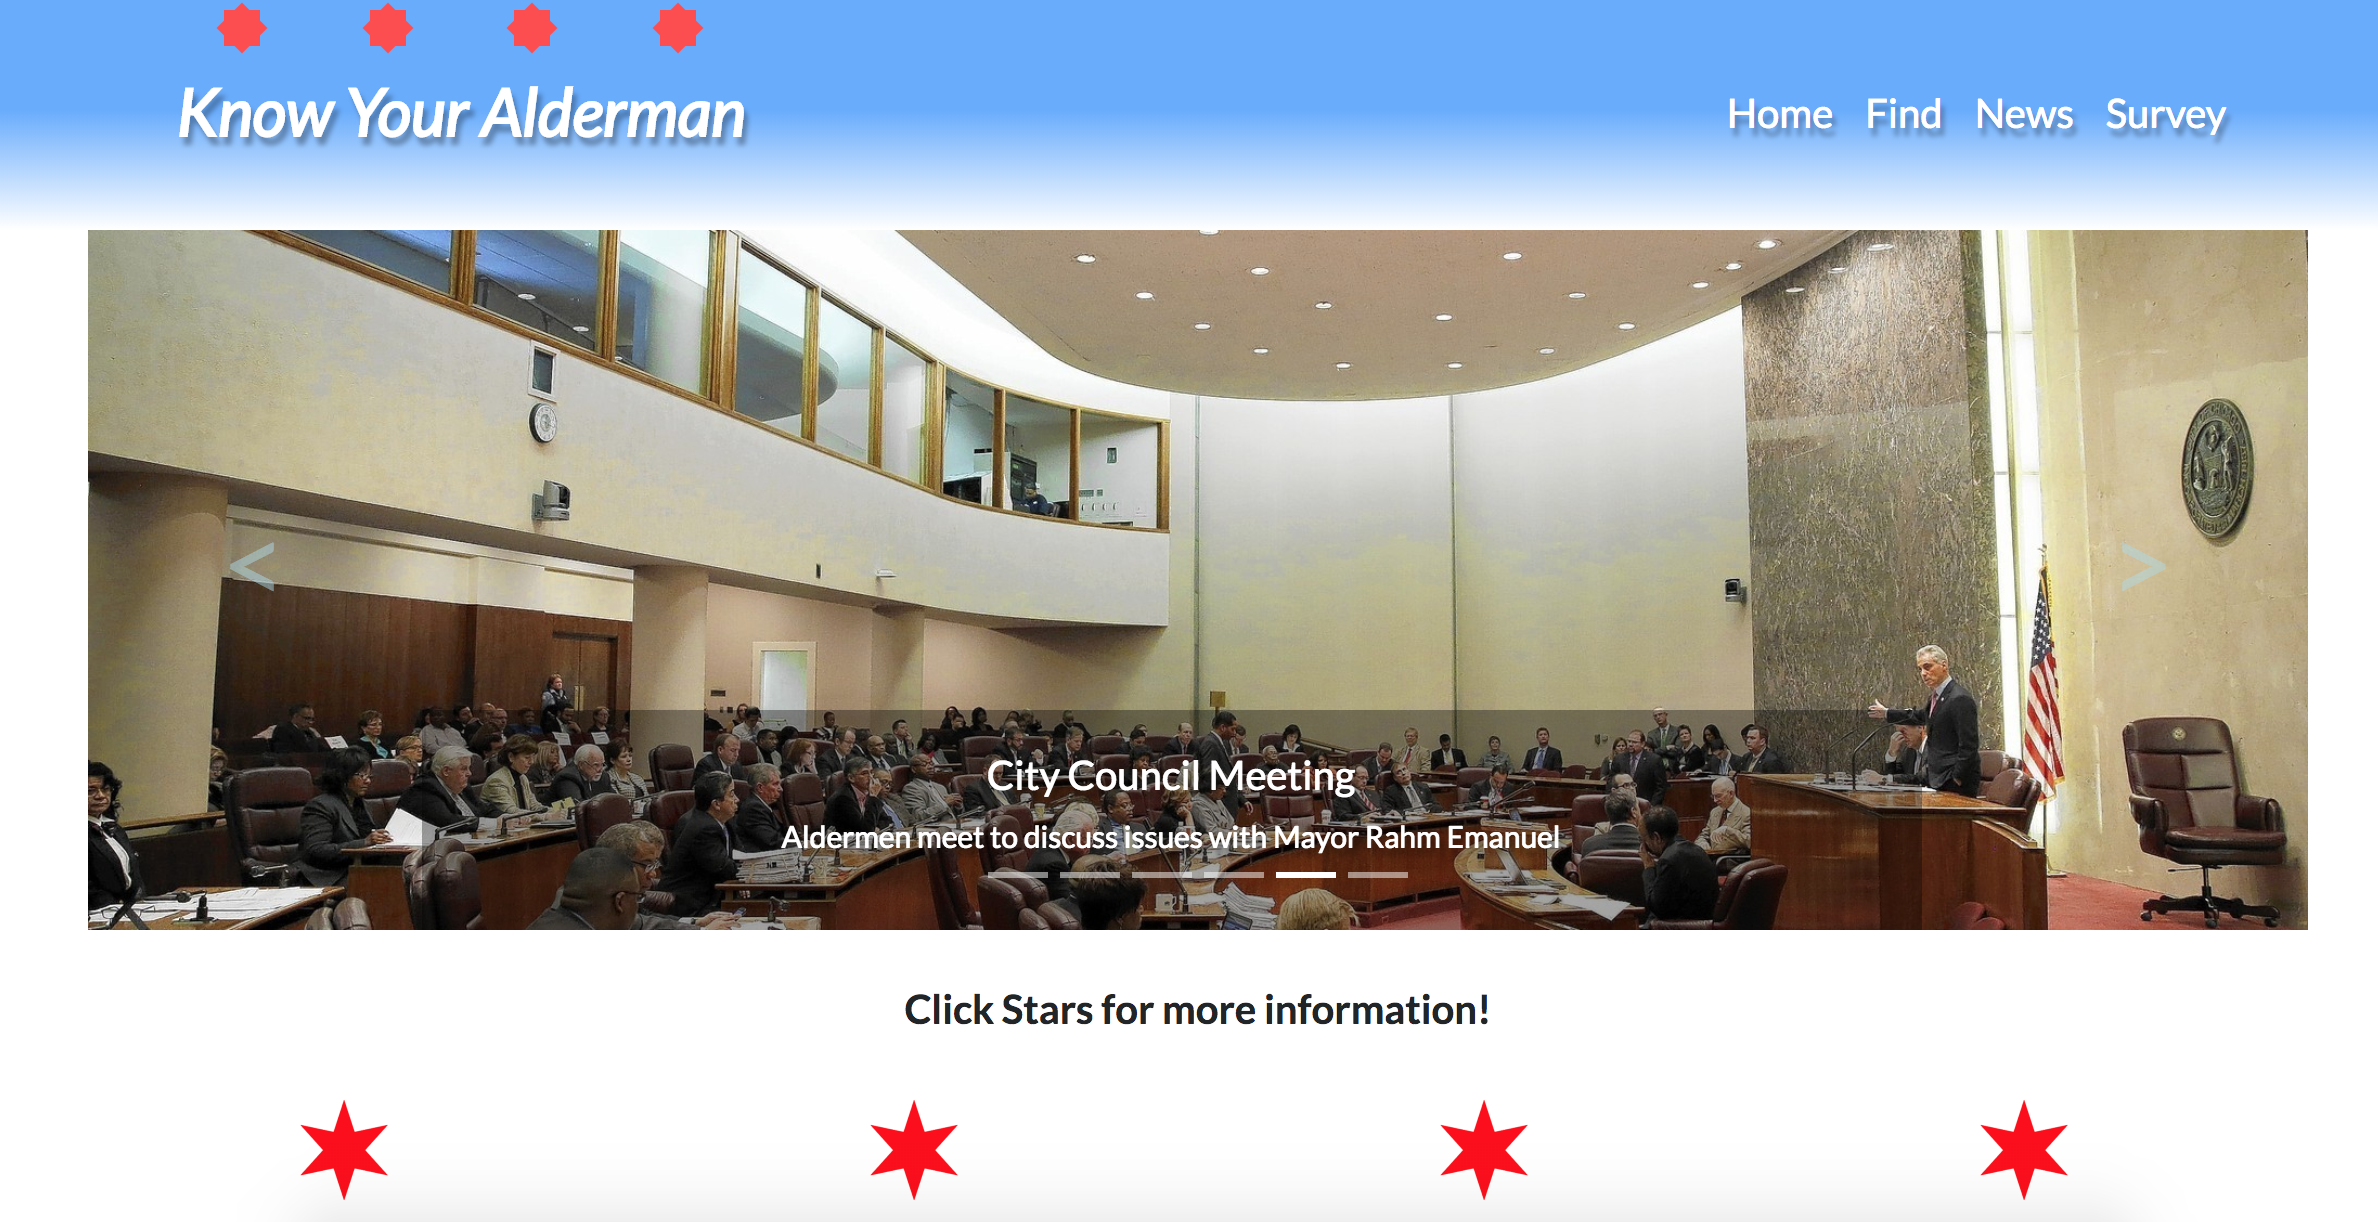 Know Your Alderman
Home Find News Survey
<
>
City Council Meeting
Aldermen meet to discuss issues with Mayor Rahm Emanuel
Click Stars for more information!